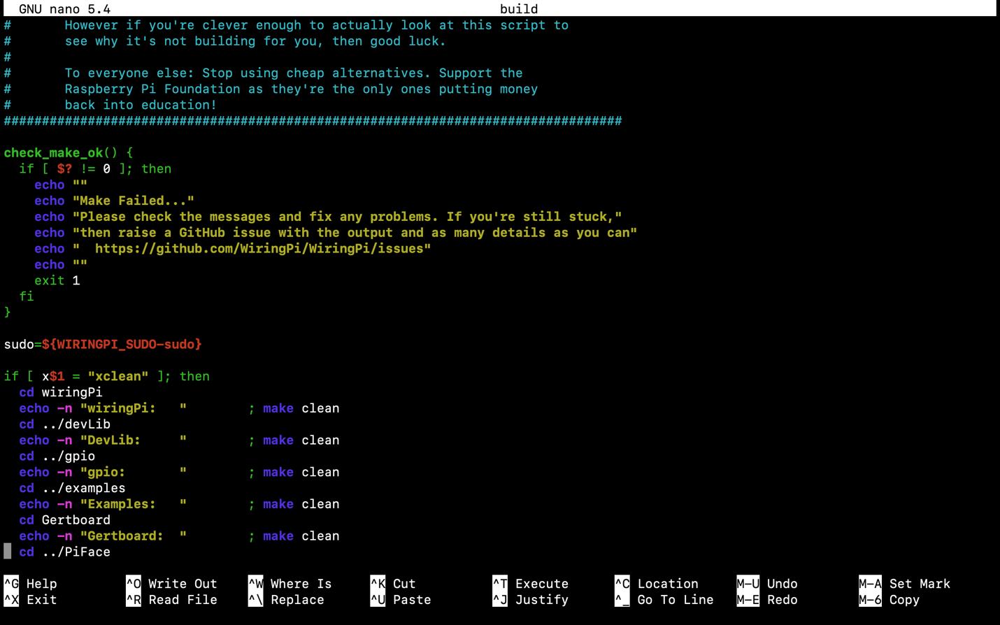 GNU nano 5.4 build
#       However if you're clever enough to actually look at this script to
#       see why it's not building for you, then good luck.
#
#       To everyone else: Stop using cheap alternatives. Support the
#       Raspberry Pi Foundation as they're the only ones putting money
#       back into education!
###############################################################################
check_make_ok() {
  if [ $? != 0 ]; then
    echo ""
    echo "Make Failed..."
    echo "Please check the messages and fix any problems. If you're still stuck,"
    echo "then raise a GitHub issue with the output and as many details as you can"
    echo "  https://github.com/WiringPi/WiringPi/issues"
    echo ""
    exit 1
  fi
}
sudo=${WIRINGPI_SUDO-sudo}
if [ x$1 = "xclean" ]; then
  cd wiringPi
  echo -n "wiringPi:   "        ; make clean
  cd ../devLib
  echo -n "DevLib:     "        ; make clean
  cd ../gpio
  echo -n "gpio:       "        ; make clean
  cd ../examples
  echo -n "Examples:   "        ; make clean
  cd Gertboard
  echo -n "Gertboard:  "        ; make clean
  cd ../PiFace
^G Help ^O Write Out ^W Where Is ^K Cut ^T Execute ^C Location M-U Undo M-A Set Mark
^X Exit ^R Read File ^\ Replace ^U Paste ^J Justify ^_ Go To Line M-E Redo M-6 Copy